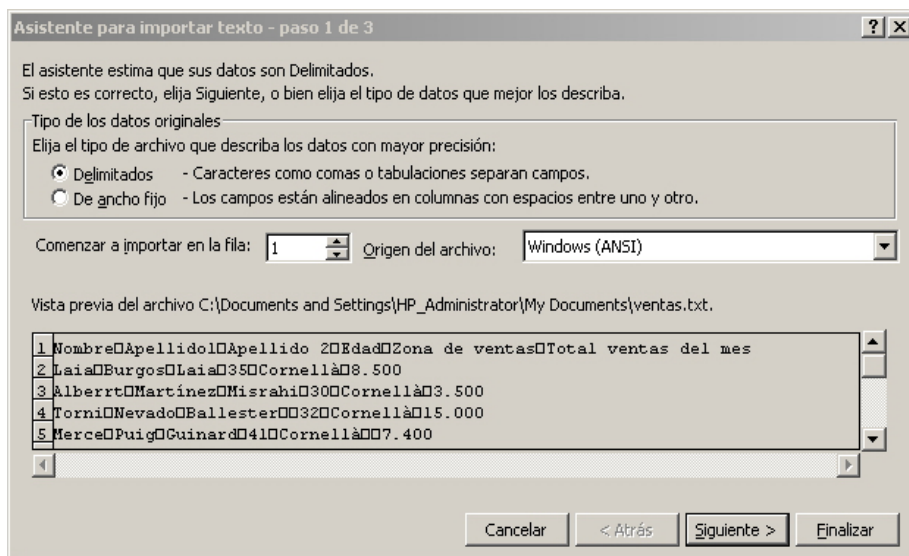 Asistente para importar texto - paso 1 de 3
El asistente estima que sus datos son Delimitados.
Si esto es correcto, elija Siguiente, o bien elija el tipo de datos que mejor los describa.
Tipo de los datos originales
Elija el tipo de archivo que describa los datos con mayor precisión:
Delimitados - Caracteres como comas o tabulaciones separan campos.
De ancho fijo - Los campos están alineados en columnas con espacios entre uno y otro.
Comenzar a importar en la fila: 1 Origen del archivo: Windows (ANSI)
Vista previa del archivo C:\Documents and Settings\HP_Administrator\My Documents\ventas.txt.
1 Nombre□Apellido1□Apellido 2□Edad□Zona de ventas□Total ventas del mes
2 Laia□Burgos□Laia□35□Cornellà□8.500
3 Alberrt□Martínez□Misrahi□30□Cornellà□3.500
4 Torni□Nevado□Ballester□□32□Cornellà□15.000
5 Merce□Puig□Guinard□41□Cornellà□□7.400
Cancelar < Atrás Siguiente > Finalizar